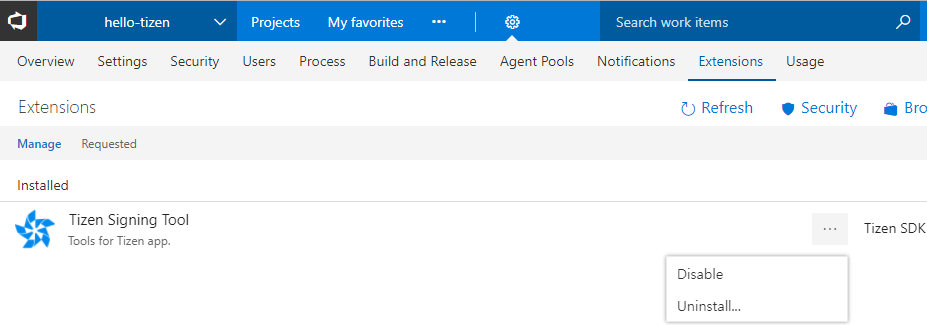 hello-tizen Projects My favorites ••• Search work items
Overview Settings Security Users Process Build and Release Agent Pools Notifications Extensions Usage
Extensions Refresh Security Bro
Manage Requested
Installed
Tizen Signing Tool
Tools for Tizen app.
... Tizen SDK
Disable
Uninstall...